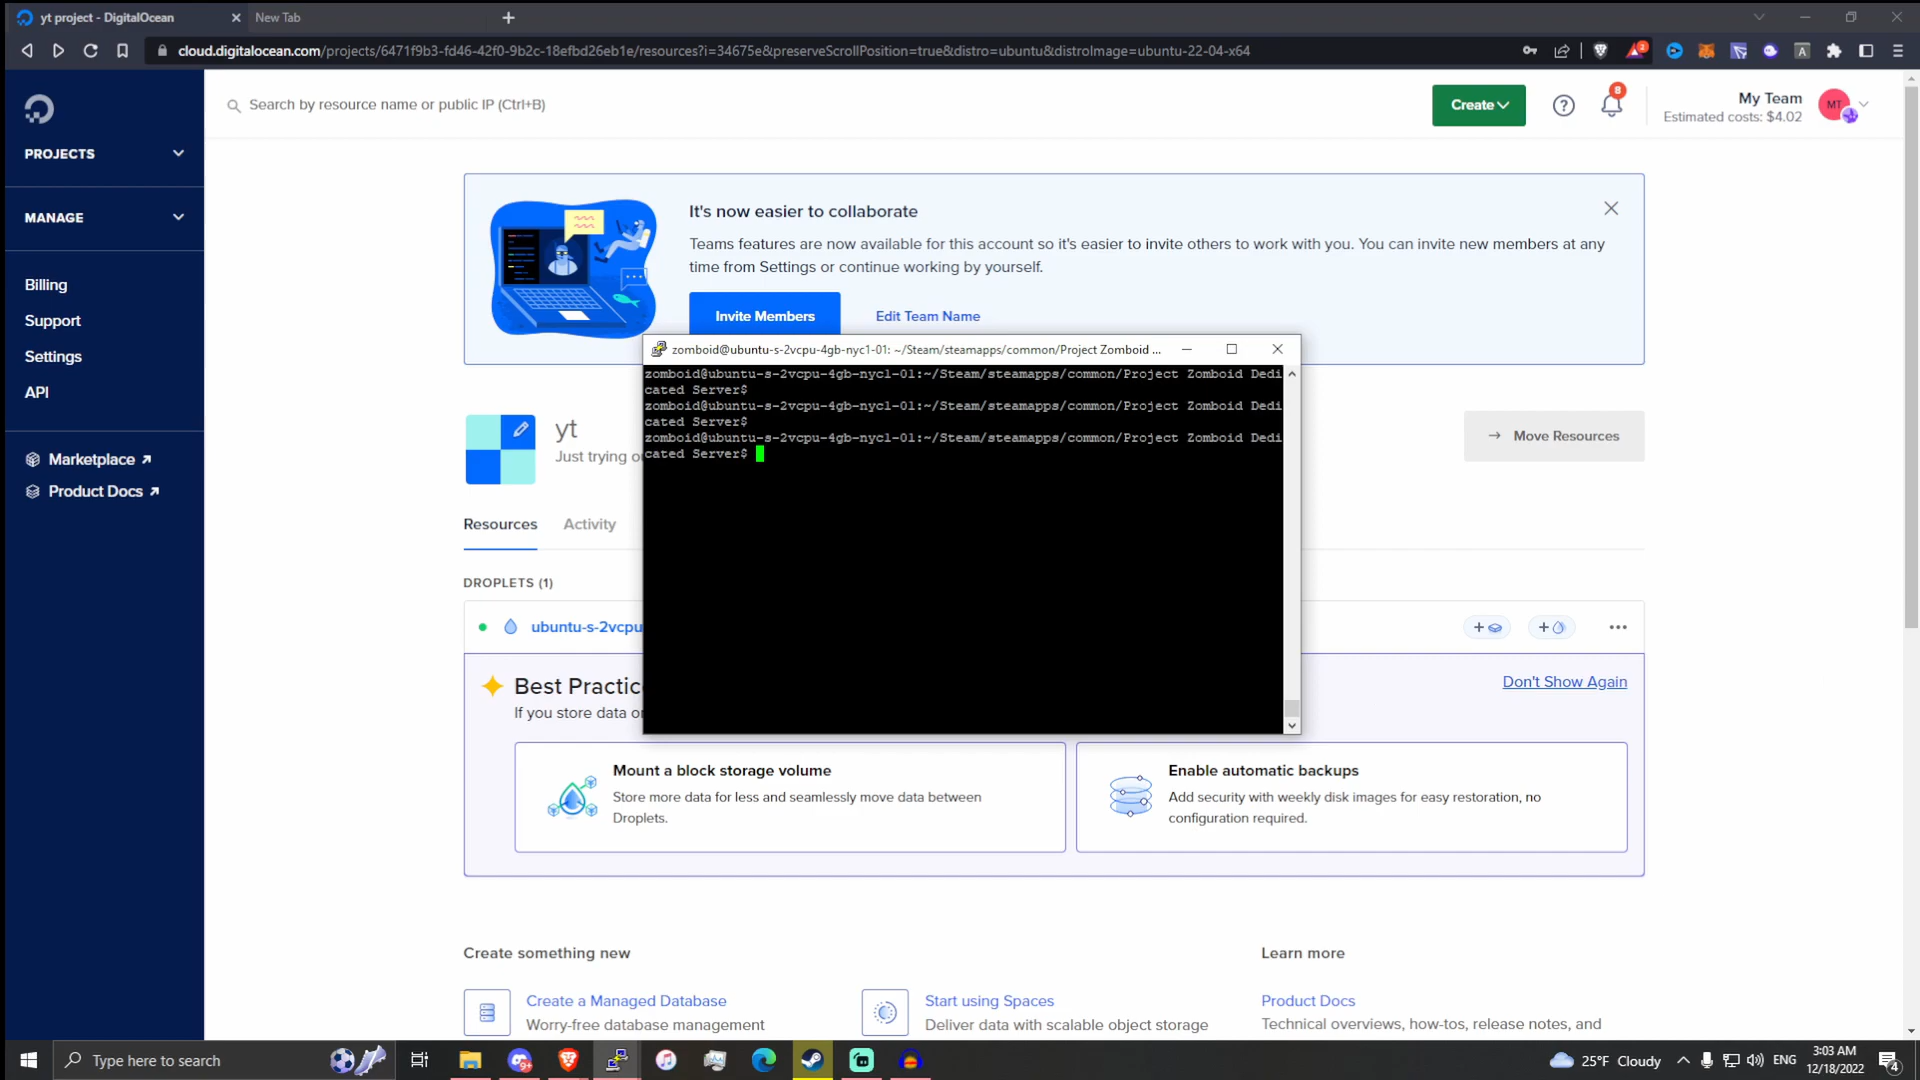 yt project - DigitalOcean
New Tab
cloud.digitalocean.com/projects/6471f9b3-fd46-42f0-9b2c-18efbd26eb1e/resources?i=34675e&preserveScrollPosition=true&distro=ubuntu&distroImage=ubuntu-22-04-x64
Search by resource name or public IP (Ctrl+B)
Create
8
My Team
Estimated costs: $4.02
MT
PROJECTS
MANAGE
Billing
Support
Settings
API
Marketplace
Product Docs
It's now easier to collaborate
Teams features are now available for this account so it's easier to invite others to work with you. You can invite new members at any
time from Settings or continue working by yourself.
Invite Members
Edit Team Name
zomboid@ubuntu-s-2vcpu-4gb-nyc1-01: ~/Steam/steamapps/common/Project Zomboid ...
zomboid@ubuntu-s-2vcpu-4gb-nyc1-01:~/Steam/steamapps/common/Project Zomboid Dedi
cated Server$
zomboid@ubuntu-s-2vcpu-4gb-nyc1-01:~/Steam/steamapps/common/Project Zomboid Dedi
cated Server$
zomboid@ubuntu-s-2vcpu-4gb-nyc1-01:~/Steam/steamapps/common/Project Zomboid Dedi
cated Server$
yt
Just trying o
Move Resources
Resources
Activity
DROPLETS (1)
ubuntu-s-2vcpu
Best Practic
If you store data o
Don't Show Again
Mount a block storage volume
Store more data for less and seamlessly move data between
Droplets.
Enable automatic backups
Add security with weekly disk images for easy restoration, no
configuration required.
Create something new
Learn more
Create a Managed Database
Worry-free database management
Start using Spaces
Deliver data with scalable object storage
Product Docs
Technical overviews, how-tos, release notes, and
Type here to search
25°F Cloudy
ENG
3:03 AM
12/18/2022
4